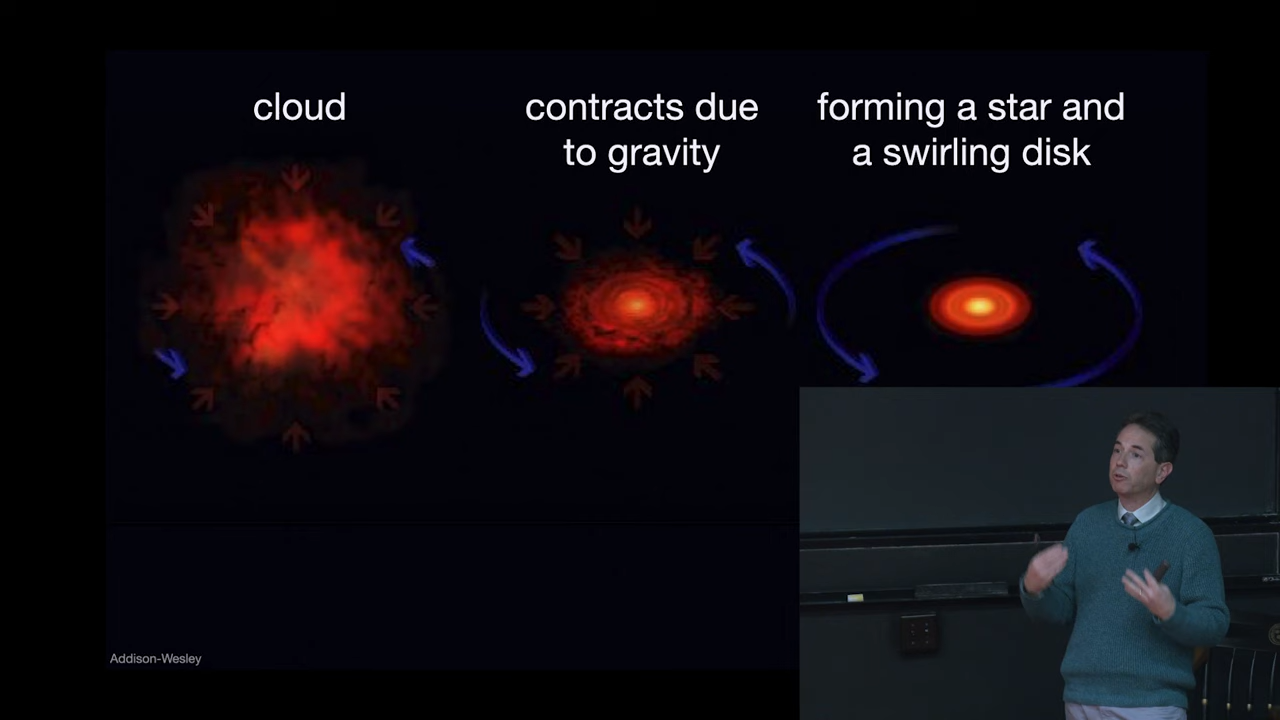 cloud
contracts due
to gravity
forming a star and
a swirling disk
Addison-Wesley